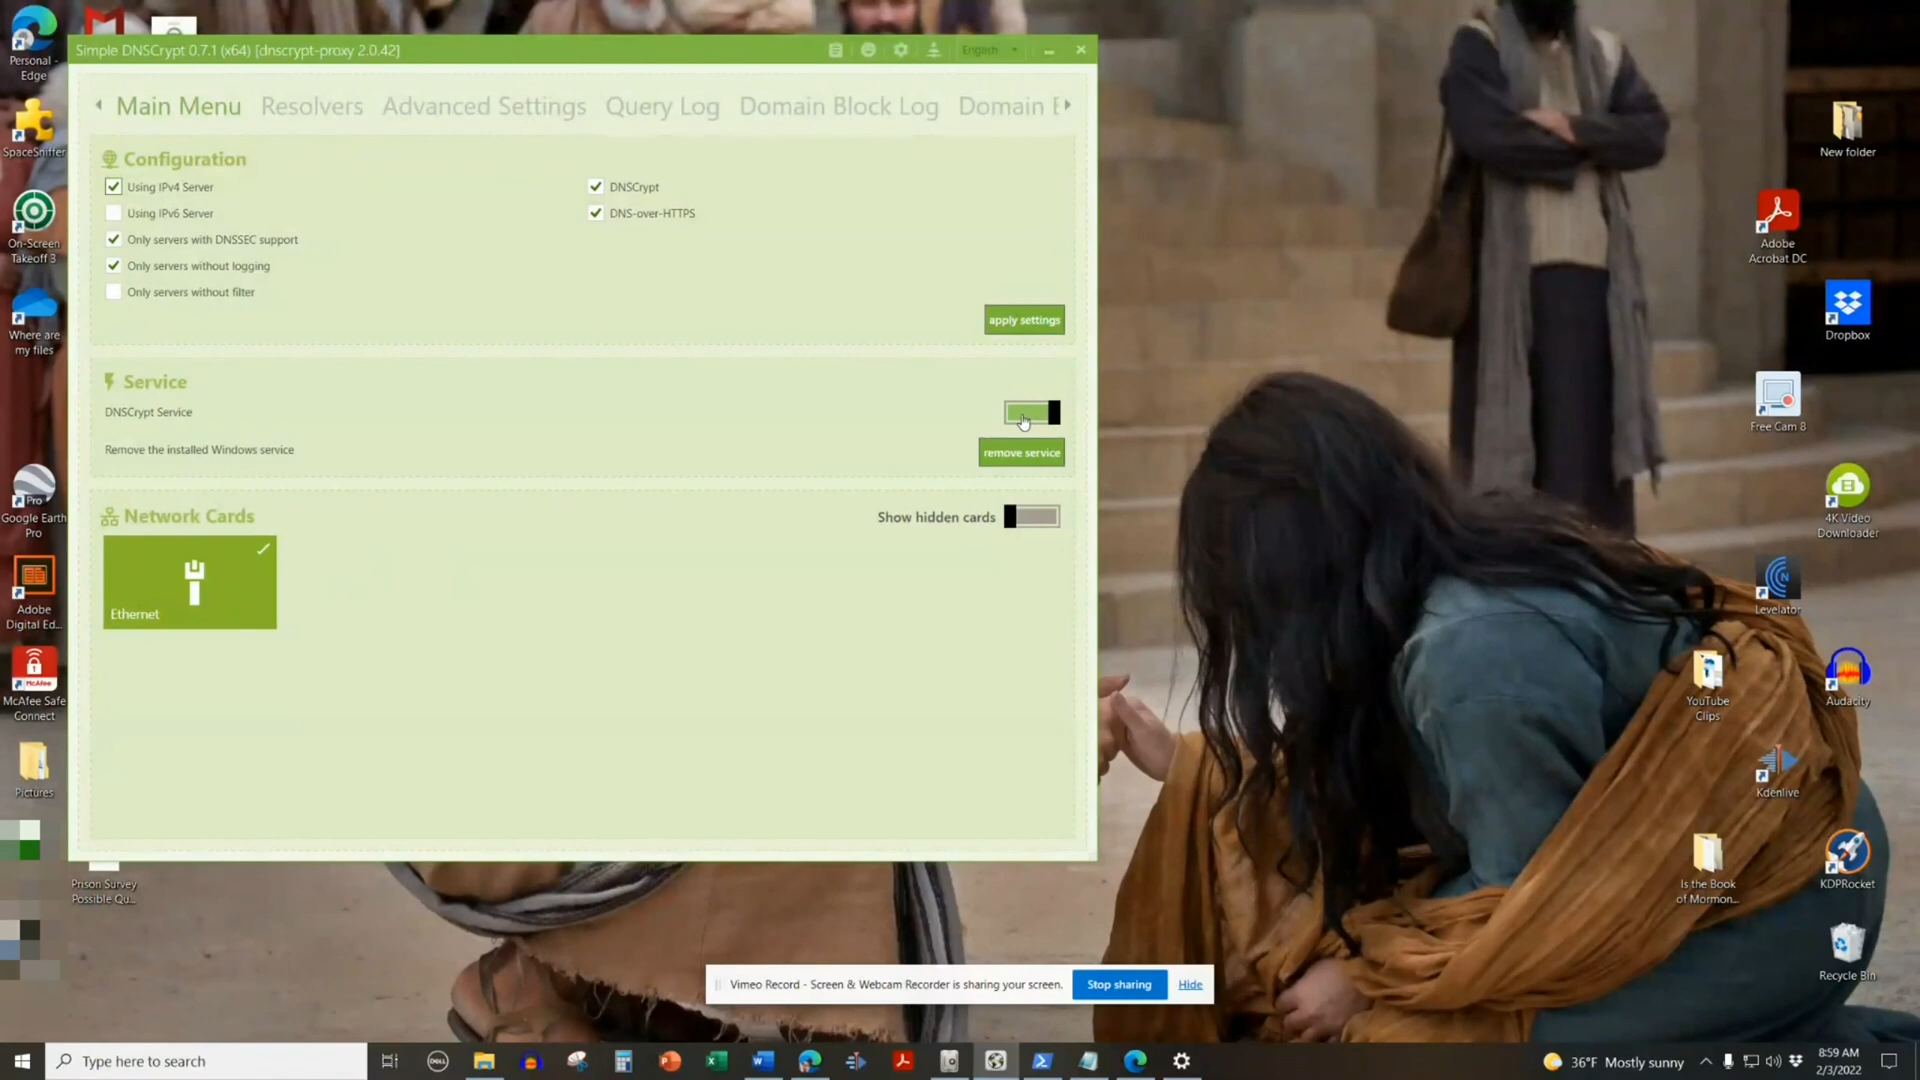 Simple DNSCrypt 0.7.1 (x64) [dnscrypt-proxy 2.0.42]
English
Main Menu
Resolvers
Advanced Settings
Query Log
Domain Block Log
Domain
Configuration
Using IPv4 Server
DNSCrypt
Using IPv6 Server
DNS-over-HTTPS
Only servers with DNSSEC support
Only servers without logging
Only servers without filter
apply settings
Service
DNSCrypt Service
Remove the installed Windows service
remove service
Network Cards
Show hidden cards
Ethernet
Personal -
Edge
SpaceSniffer
On-Screen
Takeoff 3
Where are
my files
Pro
Google Earth
Pro
Adobe
Digital Ed...
McAfee
McAfee Safe
Connect
Pictures
Prison Survey
Possible Qu...
New folder
Adobe
Acrobat DC
Dropbox
Free Cam 8
4K Video
Downloader
Levelator
YouTube
Clips
Audacity
Kdenlive
Is the Book
of Mormon...
KDPRocket
Recycle Bin
Vimeo Record - Screen & Webcam Recorder is sharing your screen.
Stop sharing
Hide
Type here to search
DELL
36°F Mostly sunny
8:59 AM
2/3/2022